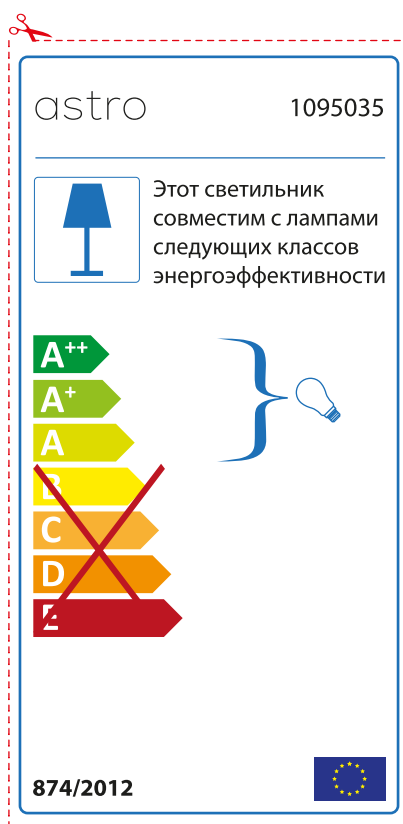 astro
1095035
Этот светильник
совместим с лампами
следующих классов
энергоэффективности
A++
A+
A
B
C
D
E
874/2012